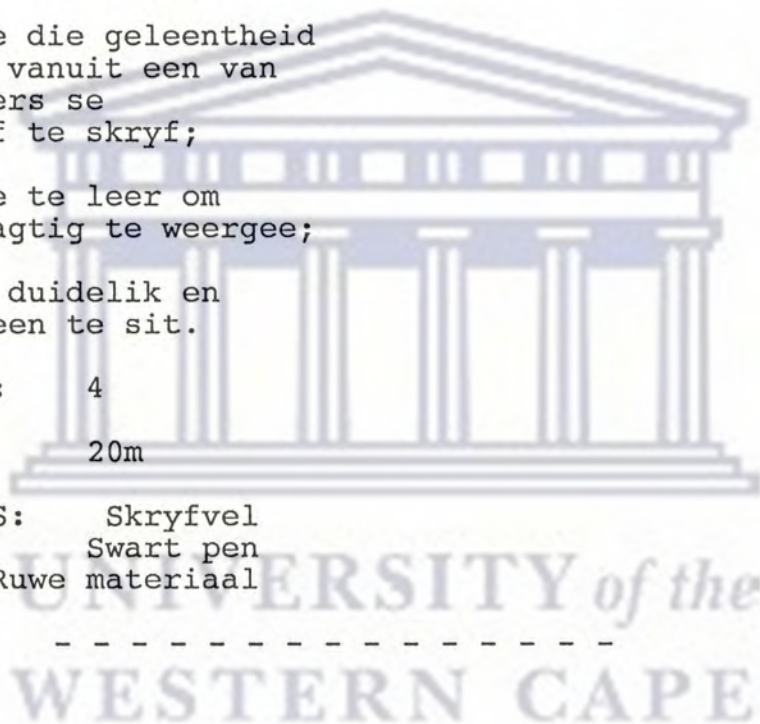 e die geleentheid
vanuit een van
ers se
f te skryf;
e te leer om
agtig te weergee;
duidelik en
een te sit.
: 4
20m
S: Skryfvel
Swart pen
Ruwe materiaal
- - - - - - - - - - - - - - -
UNIVERSITY of the
WESTERN CAPE